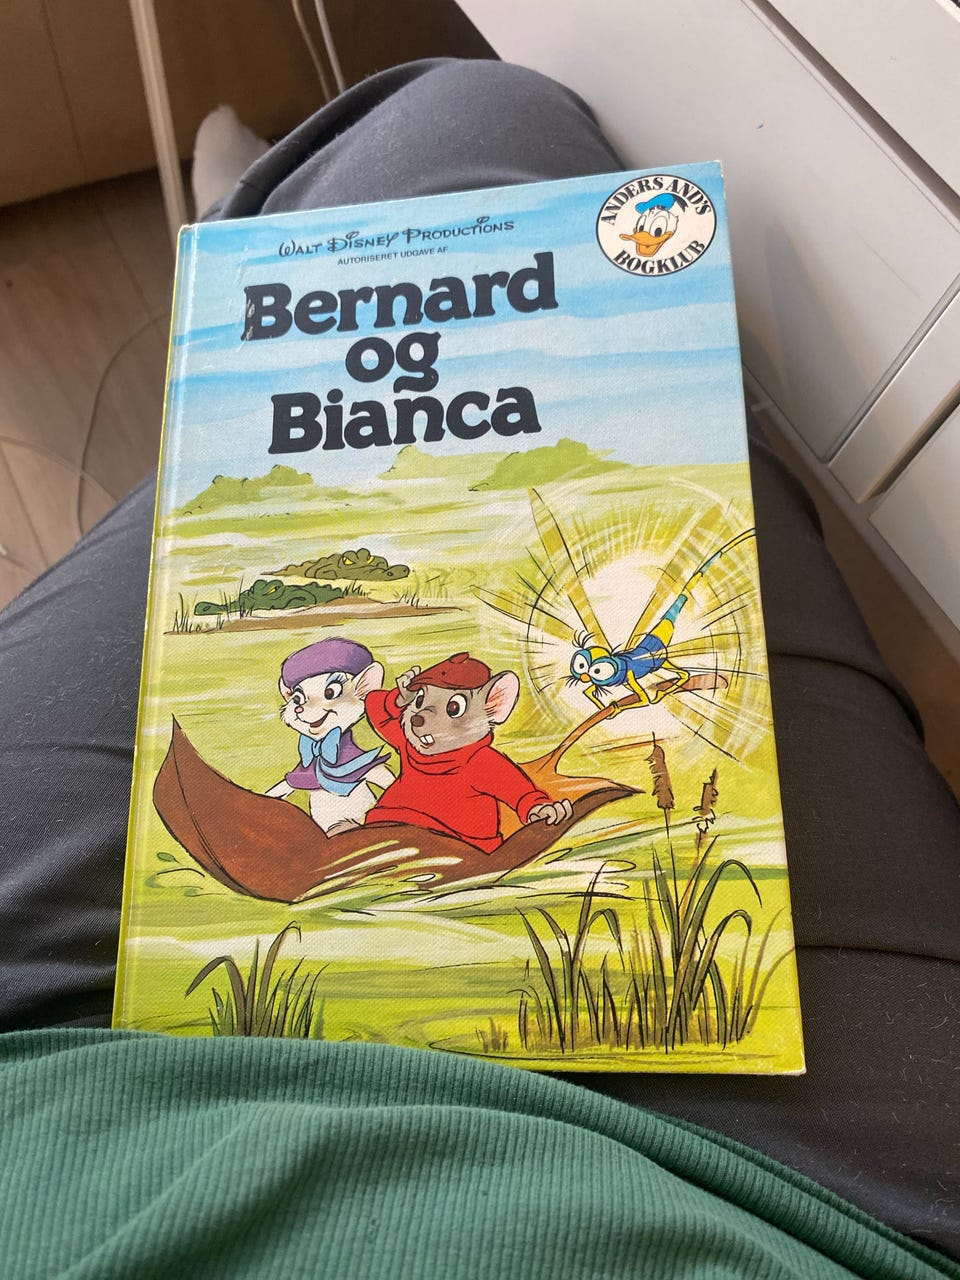 ANDERS AND'S
BOGKLUB
WALT DISNEY PRODUCTIONS
AUTORISERET UDGAVE AF
Bernard
og
Bianca